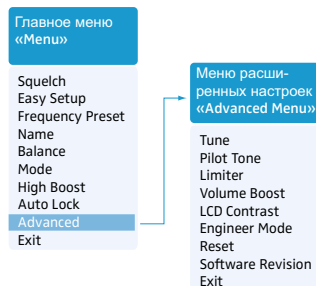 Главное меню
«Menu»
Squelch
Easy Setup
Frequency Preset
Name
Balance
Mode
High Boost
Auto Lock
Advanced
Exit
Меню расши-
ренных настроек
«Advanced Menu»
Tune
Pilot Tone
Limiter
Volume Boost
LCD Contrast
Engineer Mode
Reset
Software Revision
Exit